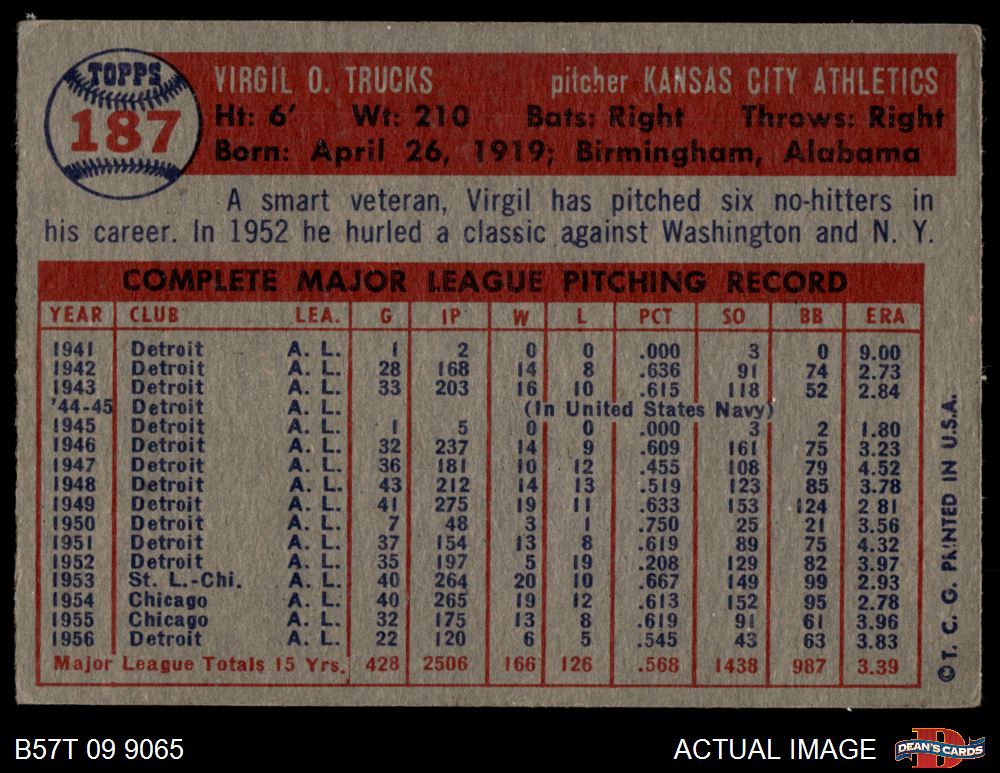 TOPPS
187
VIRGIL O. TRUCKS pitcher KANSAS CITY ATHLETICS
Ht: 6' Wt: 210 Bats: Right Throws: Right
Born: April 26, 1919; Birmingham, Alabama
A smart veteran, Virgil has pitched six no-hitters in
his career. In 1952 he hurled a classic against Washington and N. Y.
COMPLETE MAJOR LEAGUE PITCHING RECORD
YEAR CLUB LEA. G IP W L PCT SO BB ERA
1941 Detroit A. L. 1 2 0 0 .000 3 0 9.00
1942 Detroit A. L. 28 168 14 8 .636 91 74 2.73
1943 Detroit A. L. 33 203 16 10 .615 118 52 2.84
'44-45 Detroit A. L. (In United States Navy)
1945 Detroit A. L. 1 5 0 0 .000 3 2 1.80
1946 Detroit A. L. 32 237 14 9 .609 161 75 3.23
1947 Detroit A. L. 36 181 10 12 .455 108 79 4.52
1948 Detroit A. L. 43 212 14 13 .519 123 85 3.78
1949 Detroit A. L. 41 275 19 11 .633 153 124 2.81
1950 Detroit A. L. 7 48 3 1 .750 25 21 3.56
1951 Detroit A. L. 37 154 13 8 .619 89 75 4.32
1952 Detroit A. L. 35 197 5 19 .208 129 82 3.97
1953 St. L.-Chi. A. L. 40 264 20 10 .667 149 99 2.93
1954 Chicago A. L. 40 265 19 12 .613 152 95 2.78
1955 Chicago A. L. 32 175 13 8 .619 91 61 3.96
1956 Detroit A. L. 22 120 6 5 .545 43 63 3.83
Major League Totals 15 Yrs. 428 2506 166 126 .568 1438 987 3.39
© T. C. G. PRINTED IN U.S.A.
B57T 09 9065
ACTUAL IMAGE
DEAN'S CARDS